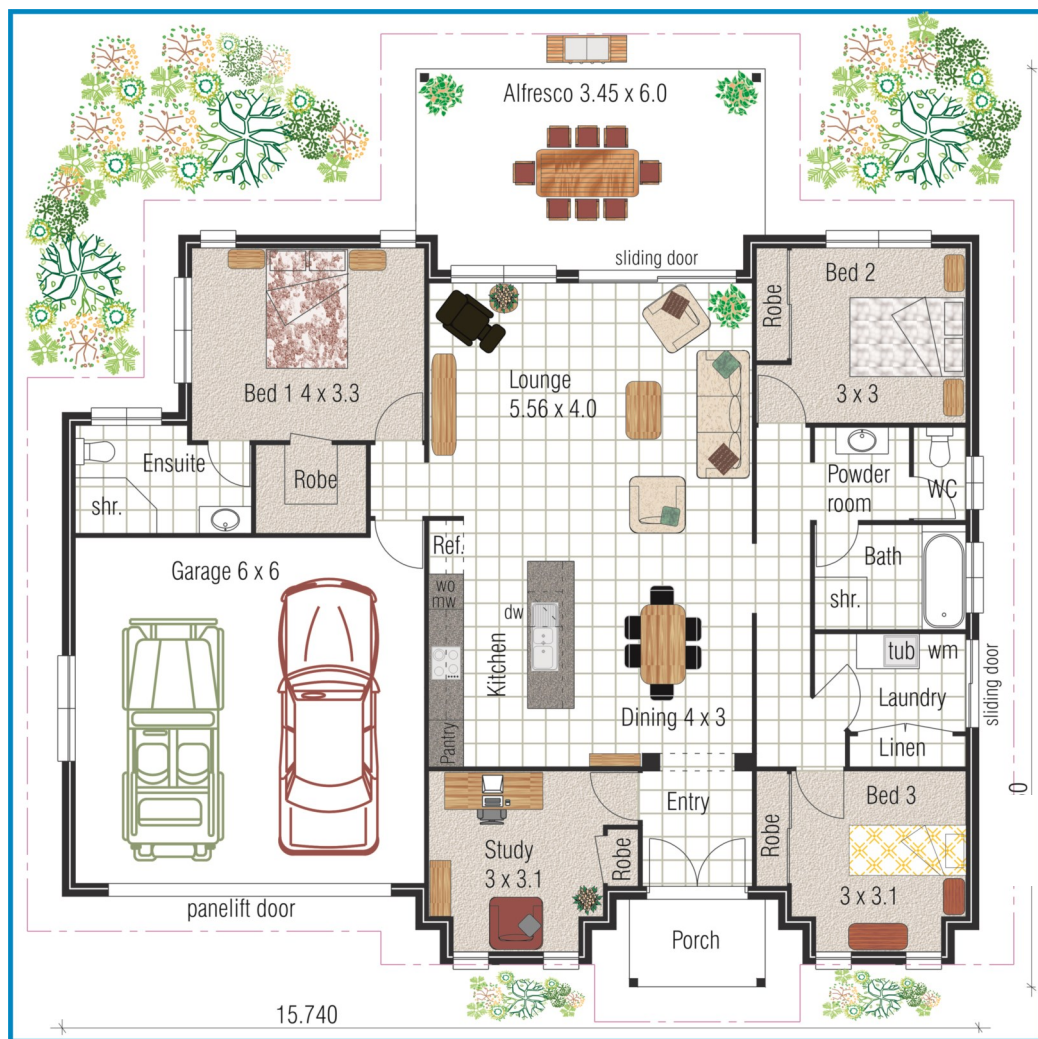 Alfresco 3.45 x 6.0
sliding door
Bed 2
Robe
3 x 3
Lounge
5.56 x 4.0
Bed 1 4 x 3.3
Ensuite
shr.
Robe
Powder
room
WC
Bath
shr.
Ref.
wo
mw
dw
Kitchen
Pantry
Garage 6 x 6
Dining 4 x 3
tub
wm
Laundry
Linen
sliding door
Entry
Study
3 x 3.1
Robe
Bed 3
Robe
3 x 3.1
panelift door
Porch
15.740